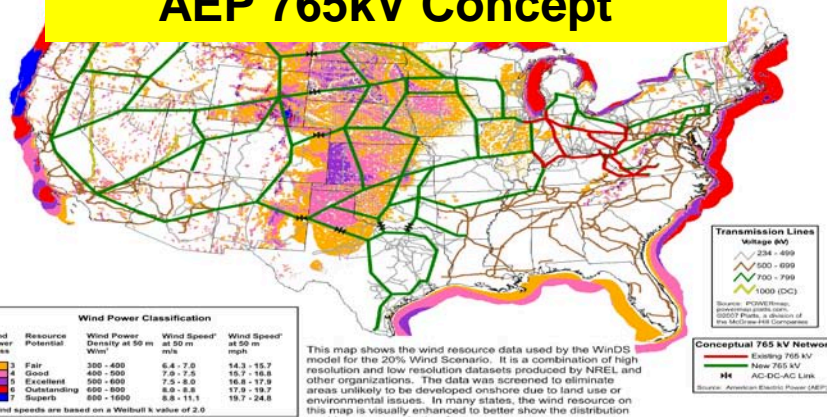 AEP 765kV Concept
Transmission Lines
Voltage (kV)
234 - 499
500 - 699
700 - 799
1000 (DC)
Source: POWERmap,
powermap.platts.com
©2007 Platts, a division of
the McGraw-Hill Companies
Wind Power Classification
Resource Potential
Wind Power Density at 50 m W/m²
Wind Speed* at 50 m m/s
Wind Speed* at 50 m mph
3 Fair 300 - 400 6.4 - 7.0 14.3 - 15.7
4 Good 400 - 500 7.0 - 7.5 15.7 - 16.8
5 Excellent 500 - 600 7.5 - 8.0 16.8 - 17.9
6 Outstanding 600 - 800 8.0 - 8.8 17.9 - 19.7
7 Superb 800 - 1600 8.8 - 11.1 19.7 - 24.8
speeds are based on a Weibull k value of 2.0
This map shows the wind resource data used by the WinDS
model for the 20% Wind Scenario. It is a combination of high
resolution and low resolution datasets produced by NREL and
other organizations. The data was screened to eliminate
areas unlikely to be developed onshore due to land use or
environmental issues. In many states, the wind resource on
this map is visually enhanced to better show the distribution
Conceptual 765 kV Network
Existing 765 kV
New 765 kV
AC-DC-AC Link
Source: American Electric Power (AEP)